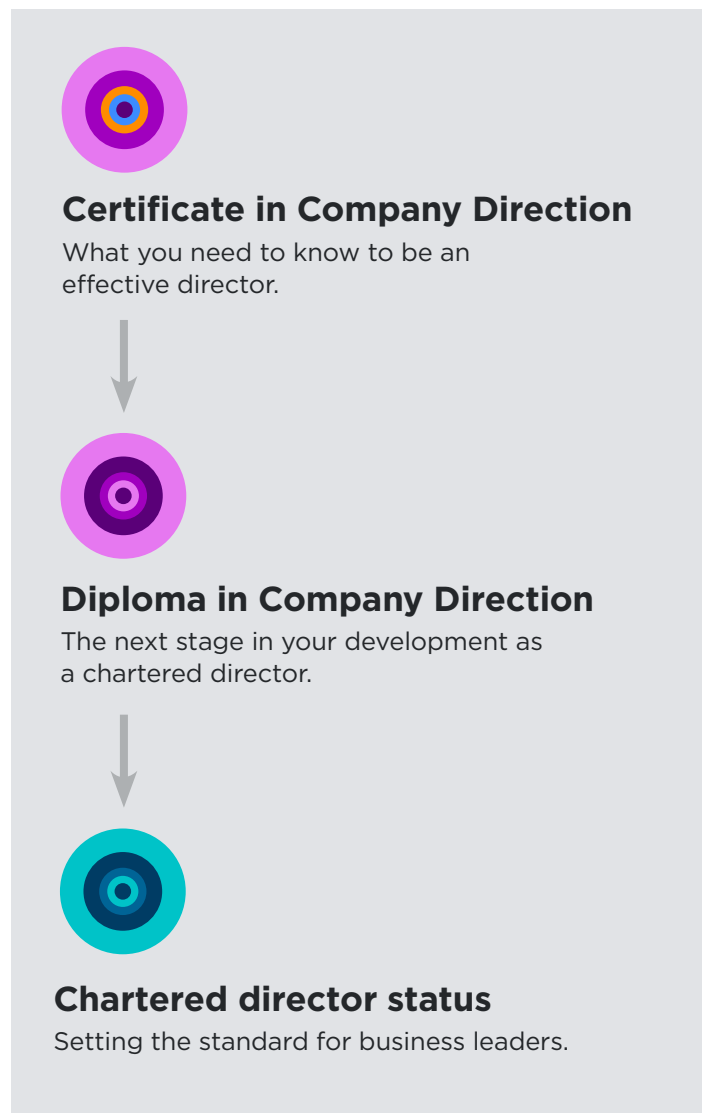 Certificate in Company Direction
What you need to know to be an
effective director.
Diploma in Company Direction
The next stage in your development as
a chartered director.
Chartered director status
Setting the standard for business leaders.